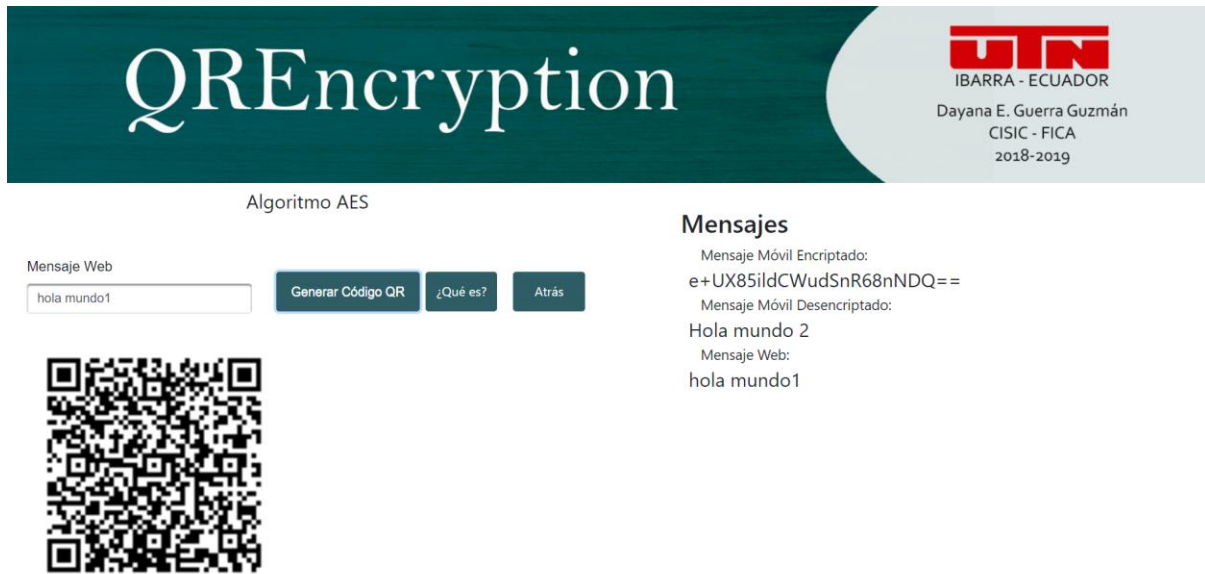 QREncryption
UTN
IBARRA - ECUADOR
Dayana E. Guerra Guzmán
CISIC - FICA
2018-2019
Algoritmo AES
Mensaje Web
hola mundo1
Generar Código QR
¿Qué es?
Atrás
Mensajes
Mensaje Móvil Encriptado:
e+UX85ildCWudSnR68nNDQ==
Mensaje Móvil Desencriptado:
Hola mundo 2
Mensaje Web:
hola mundo1